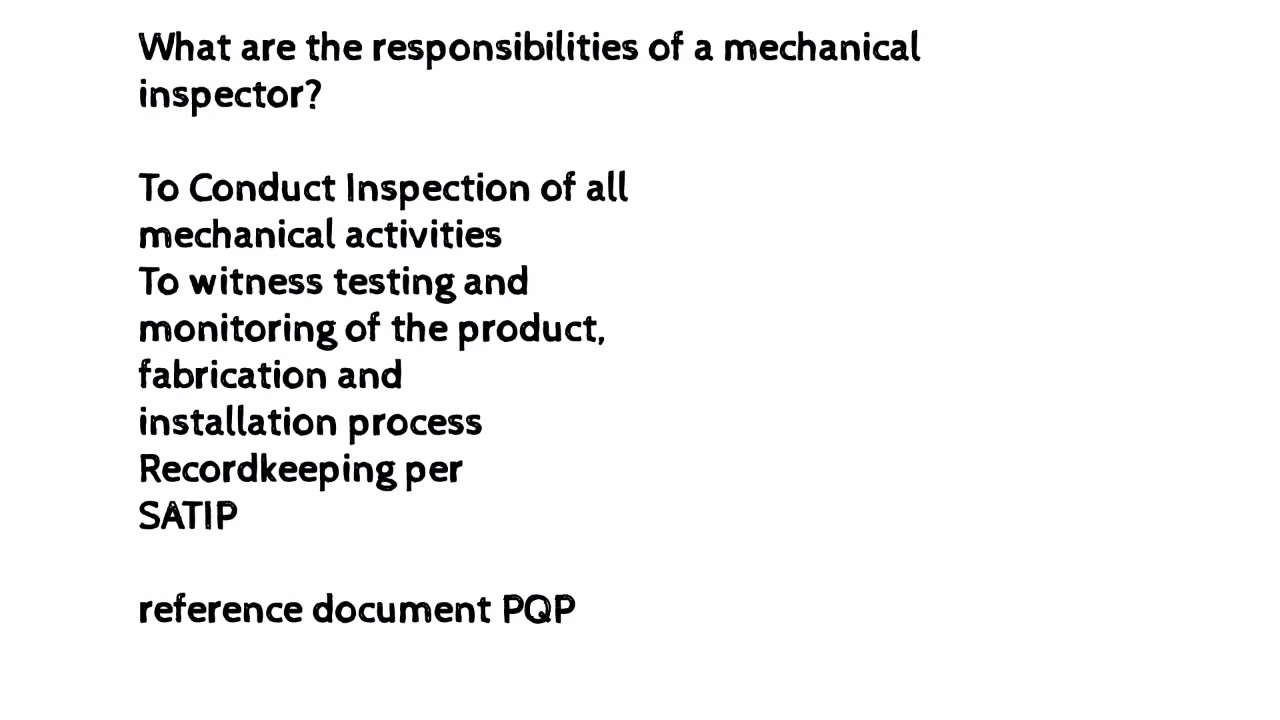 What are the responsibilities of a mechanical
inspector?
To Conduct Inspection of all
mechanical activities
To witness testing and
monitoring of the product,
fabrication and
installation process
Recordkeeping per
SATIP
reference document PQP